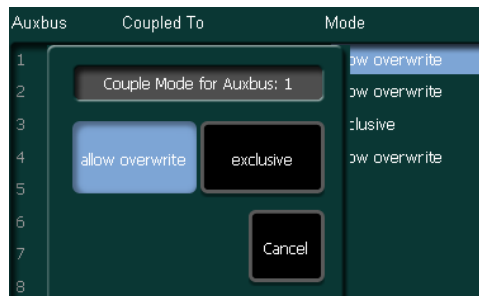 Auxbus Coupled To Mode
1 ow overwrite
Couple Mode for Auxbus: 1
2 ow overwrite
3 clusive
allow overwrite exclusive
4 ow overwrite
5
6
Cancel
7
8